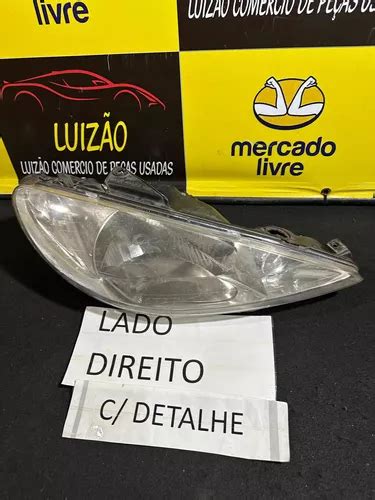 livre
LUIZÃO COMERCIO DE PEÇAS USADAS
LUIZÃO
LUIZÃO COMERCIO DE PEÇAS USADAS
mercado
livre
LADO
DIREITO
C/ DETALHE